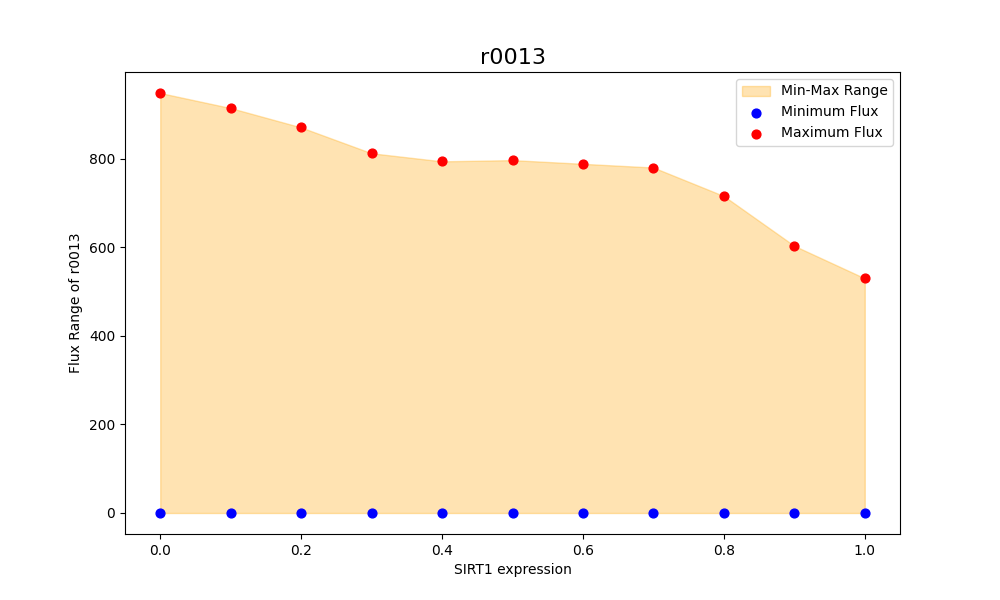 r0013
Min-Max Range
Minimum Flux
Maximum Flux
Flux Range of r0013
800
600
400
200
0
0.0 0.2 0.4 0.6 0.8 1.0
SIRT1 expression